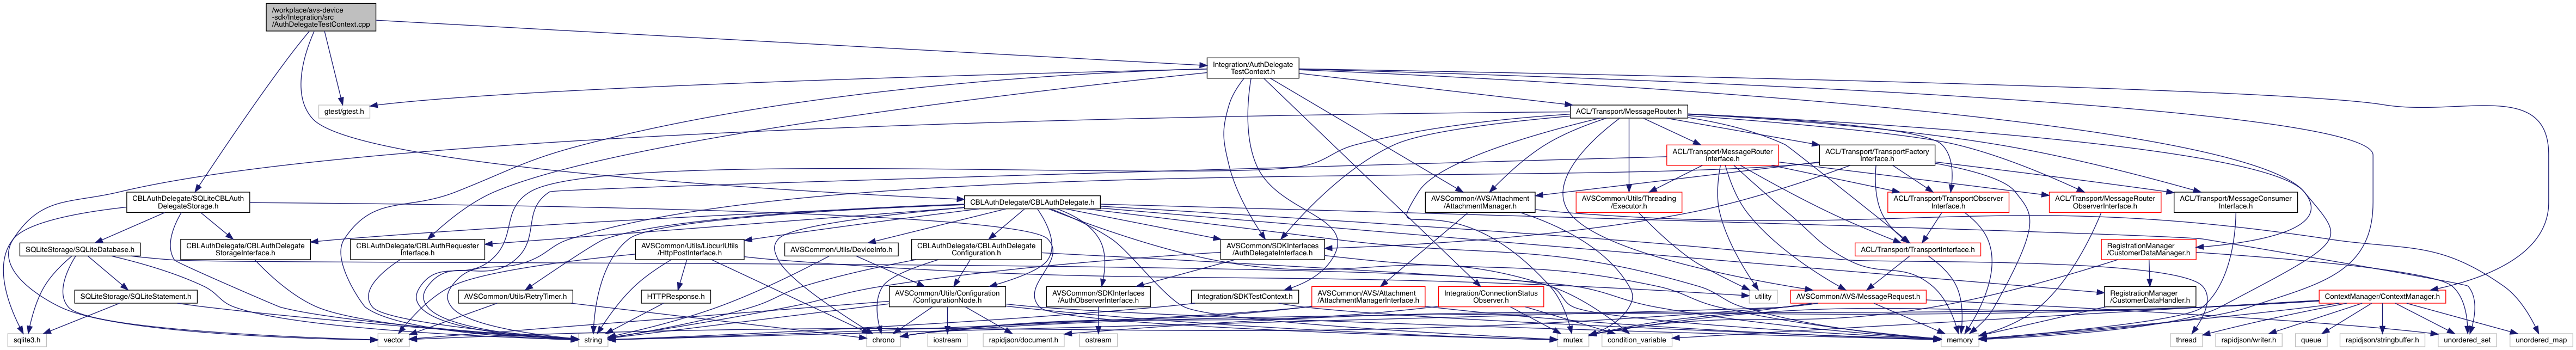 /workplace/avs-device
-sdk/Integration/src
/AuthDelegateTestContext.cpp
Integration/AuthDelegate
TestContext.h
gtest/gtest.h
ACL/Transport/MessageRouter.h
ACL/Transport/MessageRouter
Interface.h
ACL/Transport/TransportFactory
Interface.h
CBLAuthDelegate/SQLiteCBLAuth
DelegateStorage.h
CBLAuthDelegate/CBLAuthDelegate.h
AVSCommon/AVS/Attachment
/AttachmentManager.h
AVSCommon/Utils/Threading
/Executor.h
ACL/Transport/TransportObserver
Interface.h
ACL/Transport/MessageRouter
ObserverInterface.h
ACL/Transport/MessageConsumer
Interface.h
SQLiteStorage/SQLiteDatabase.h
CBLAuthDelegate/CBLAuthDelegate
StorageInterface.h
CBLAuthDelegate/CBLAuthRequester
Interface.h
AVSCommon/Utils/LibcurlUtils
/HttpPostInterface.h
AVSCommon/Utils/DeviceInfo.h
CBLAuthDelegate/CBLAuthDelegate
Configuration.h
AVSCommon/SDKInterfaces
/AuthDelegateInterface.h
ACL/Transport/TransportInterface.h
RegistrationManager
/CustomerDataManager.h
SQLiteStorage/SQLiteStatement.h
AVSCommon/Utils/RetryTimer.h
HTTPResponse.h
AVSCommon/Utils/Configuration
/ConfigurationNode.h
AVSCommon/SDKInterfaces
/AuthObserverInterface.h
Integration/SDKTestContext.h
AVSCommon/AVS/Attachment
/AttachmentManagerInterface.h
Integration/ConnectionStatus
Observer.h
utility
AVSCommon/AVS/MessageRequest.h
RegistrationManager
/CustomerDataHandler.h
ContextManager/ContextManager.h
sqlite3.h
vector
string
chrono
iostream
rapidjson/document.h
ostream
mutex
condition_variable
memory
thread
rapidjson/writer.h
queue
rapidjson/stringbuffer.h
unordered_set
unordered_map